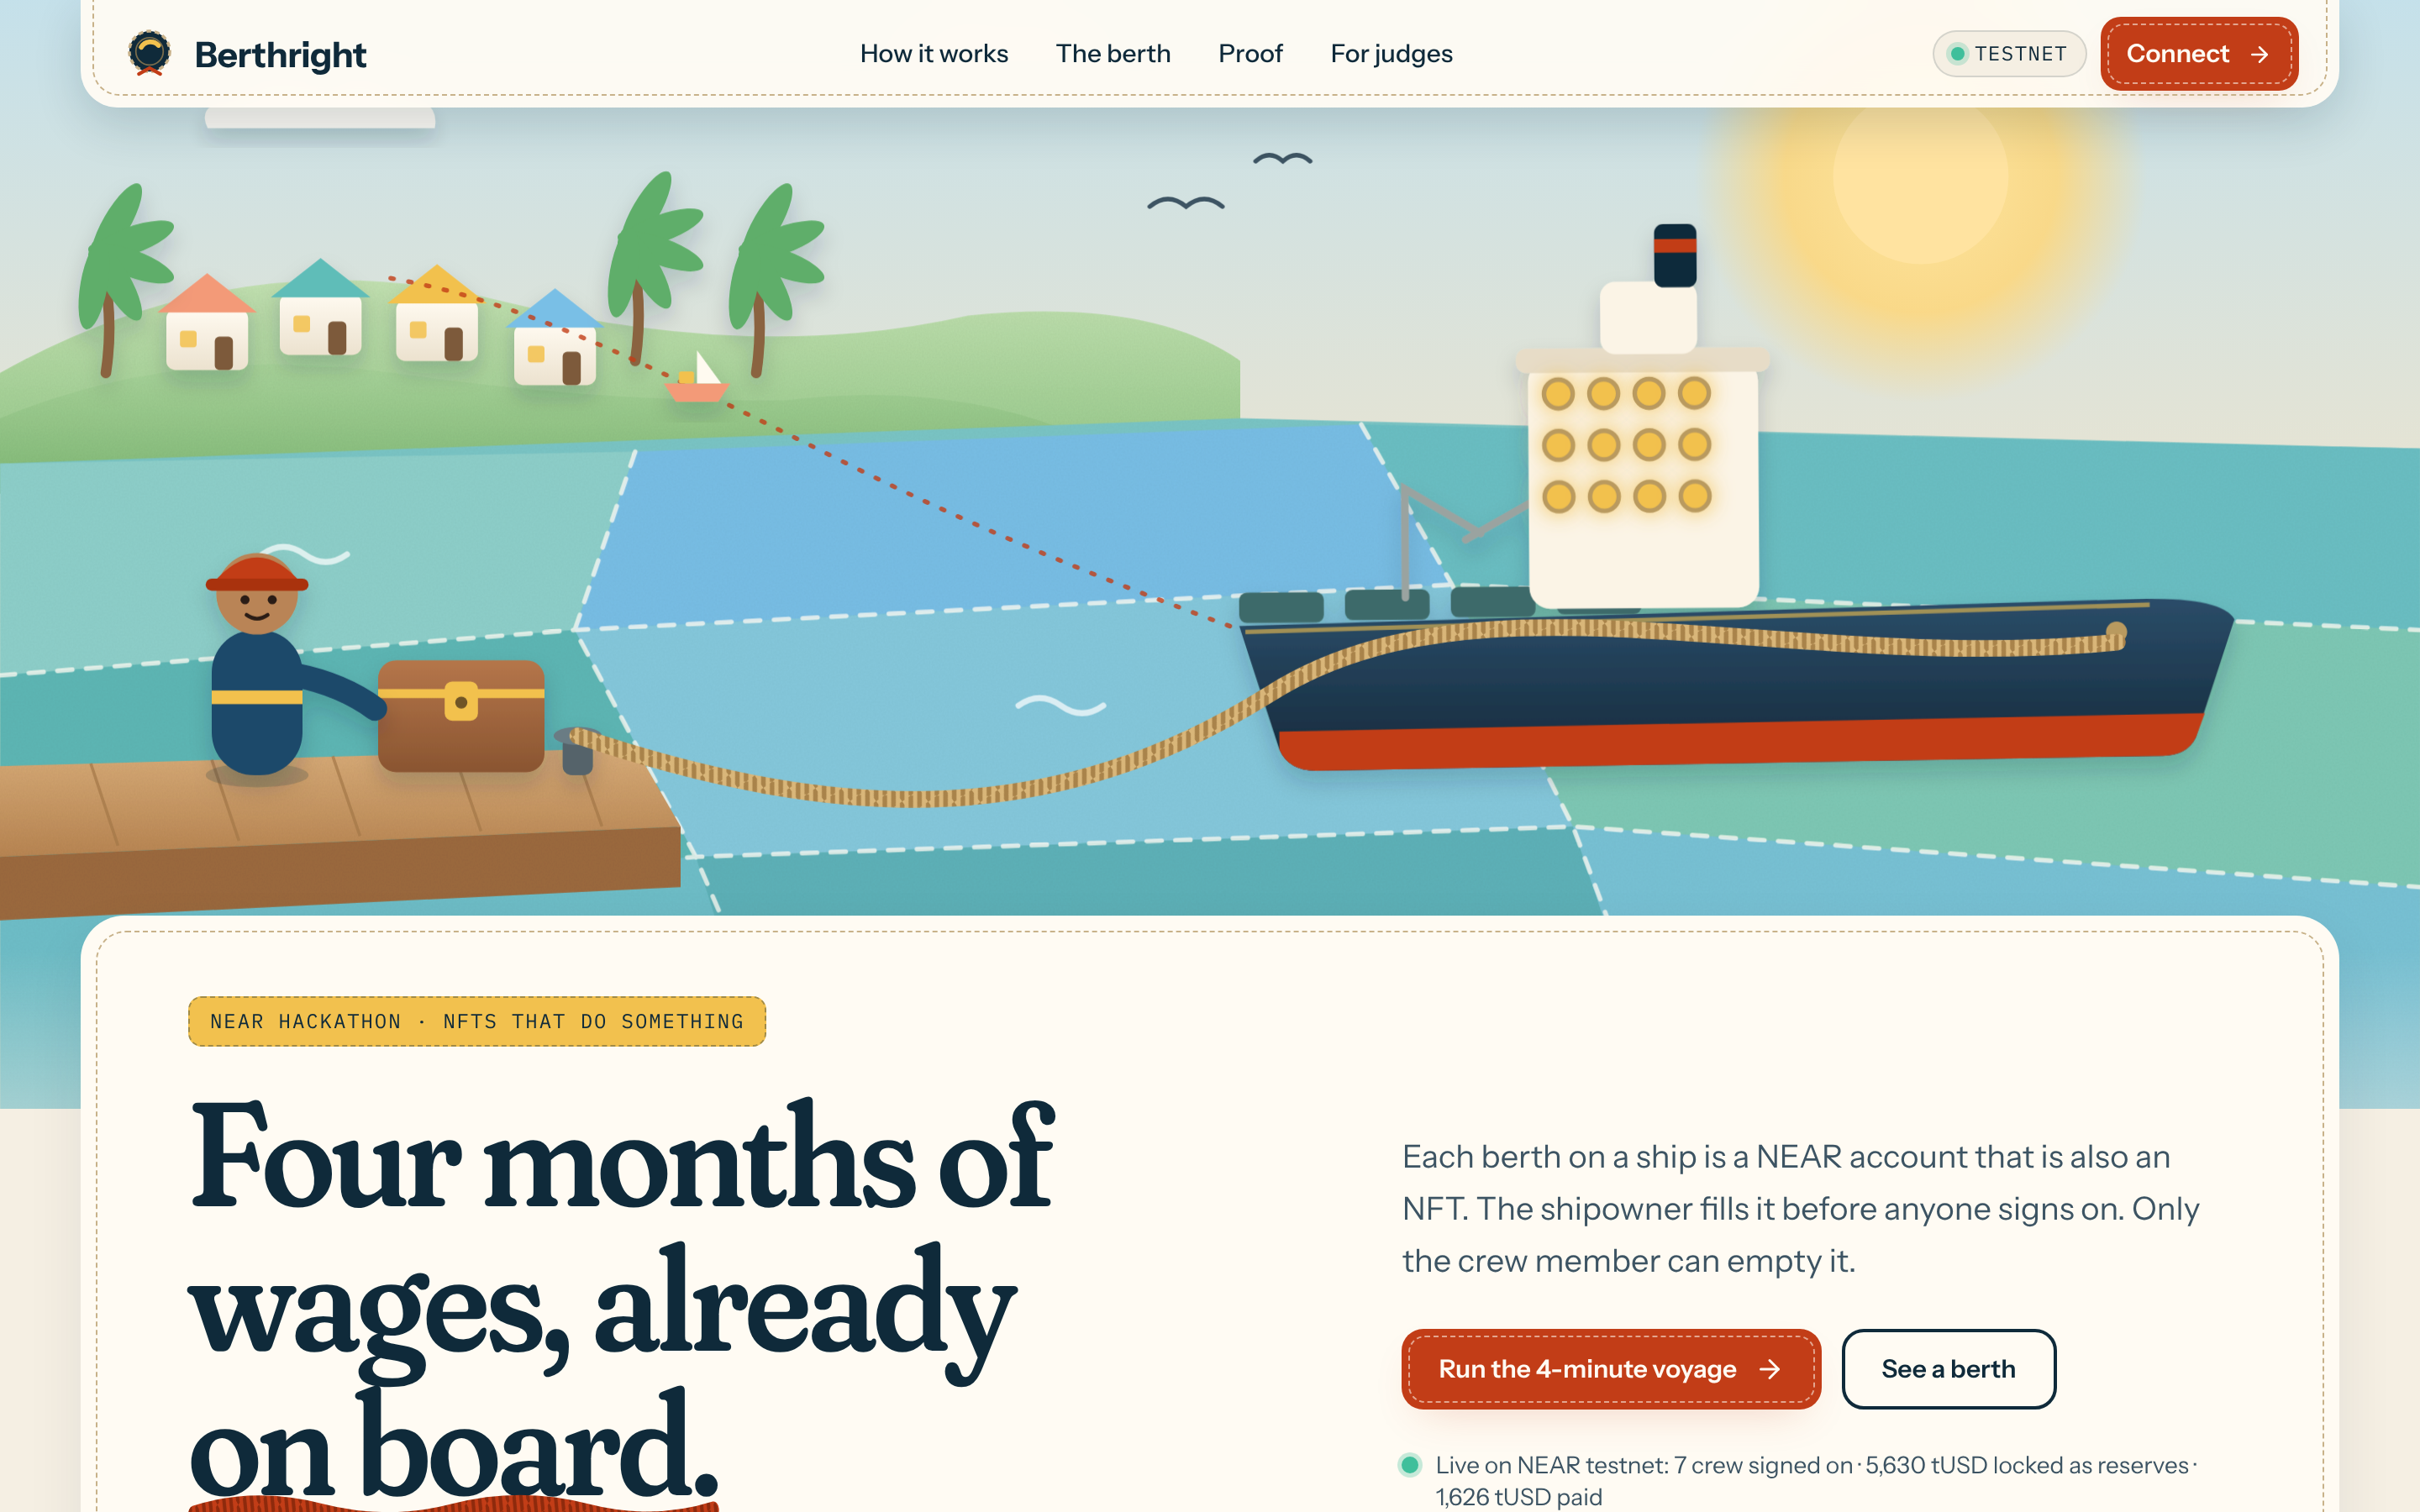 Berthright
How it works
The berth
Proof
For judges
TESTNET
Connect
NEAR HACKATHON · NFTS THAT DO SOMETHING
Four months of
wages, already
on board.
Each berth on a ship is a NEAR account that is also an
NFT. The shipowner fills it before anyone signs on. Only
the crew member can empty it.
Run the 4-minute voyage
See a berth
Live on NEAR testnet: 7 crew signed on · 5,630 tUSD locked as reserves ·
1,626 tUSD paid